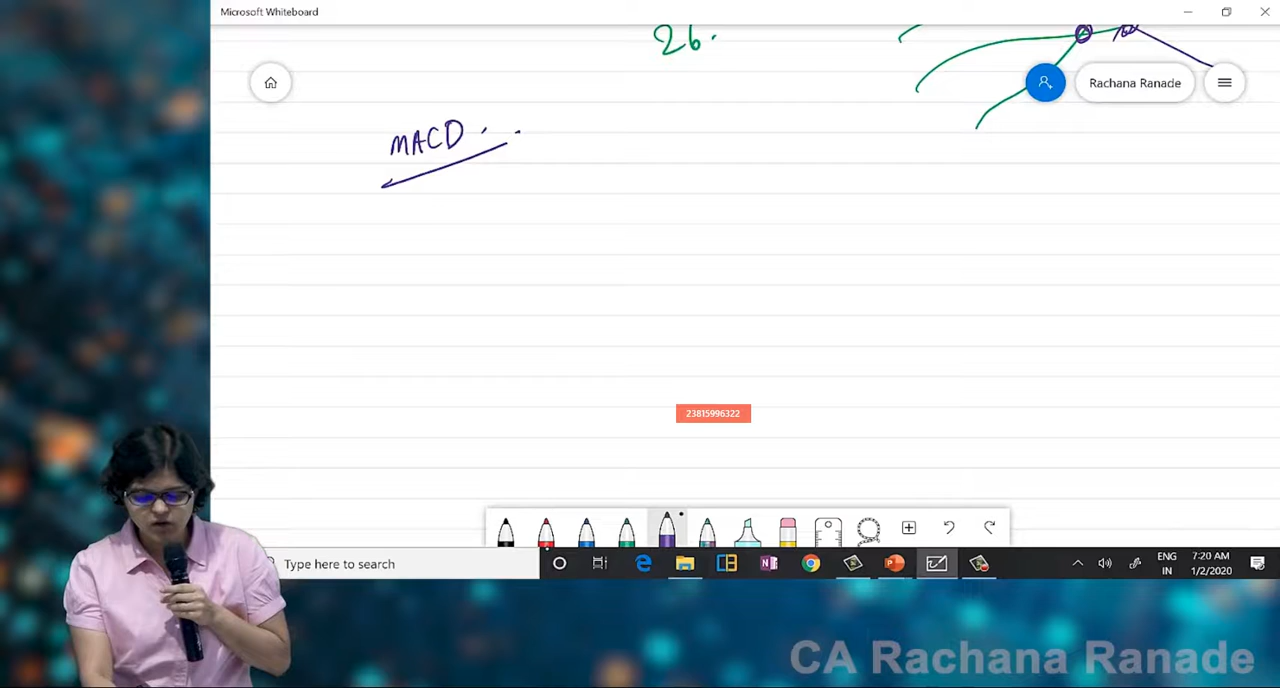 Microsoft Whiteboard
26.
Rachana Ranade
MACD
23815996322
Type here to search
ENG
IN
7:20 AM
1/2/2020
CA Rachana Ranade